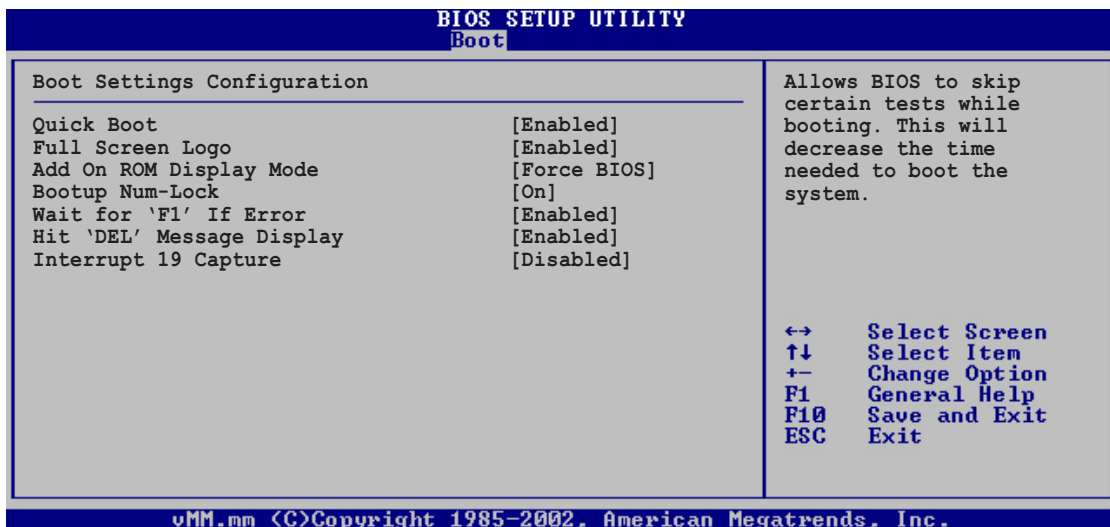 BIOS SETUP UTILITY
Boot
Boot Settings Configuration
Quick Boot [Enabled]
Full Screen Logo [Enabled]
Add On ROM Display Mode [Force BIOS]
Bootup Num-Lock [On]
Wait for ‘F1’ If Error [Enabled]
Hit ‘DEL’ Message Display [Enabled]
Interrupt 19 Capture [Disabled]
Allows BIOS to skip
certain tests while
booting. This will
decrease the time
needed to boot the
system.
←→ Select Screen
↑↓ Select Item
+- Change Option
F1 General Help
F10 Save and Exit
ESC Exit
vMM.mm (C)Copyright 1985-2002, American Megatrends, Inc.